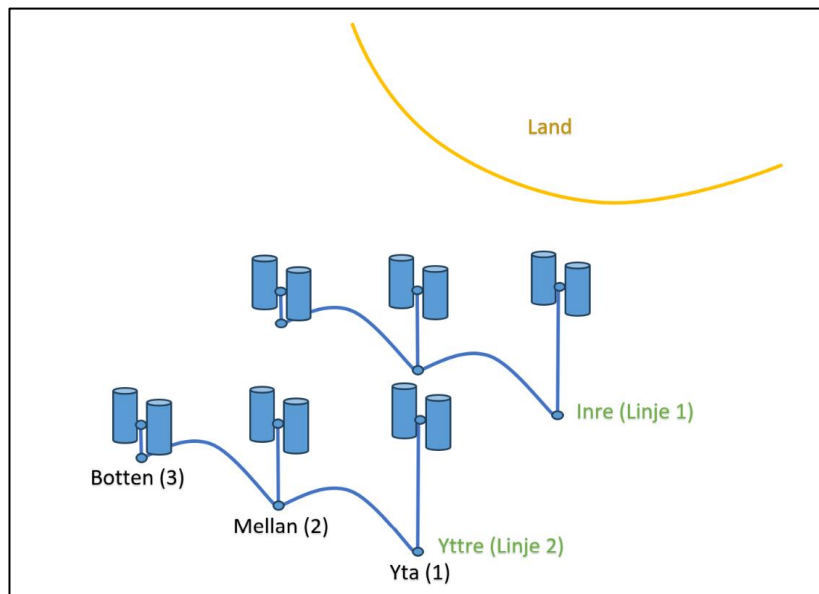 Land
Inre (Linje 1)
Botten (3)
Mellan (2)
Yttre (Linje 2)
Yta (1)